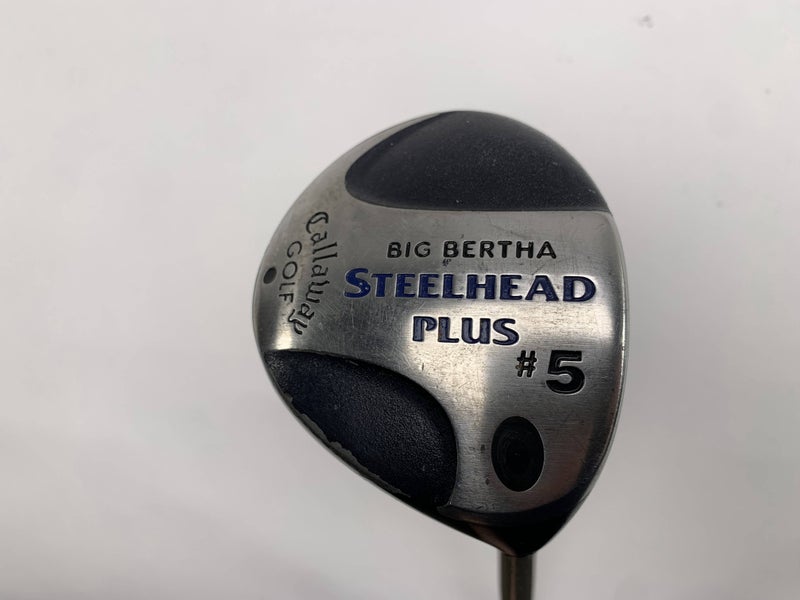 BIG BERTHA
STEELHEAD
PLUS
#5
Callaway
GOLF